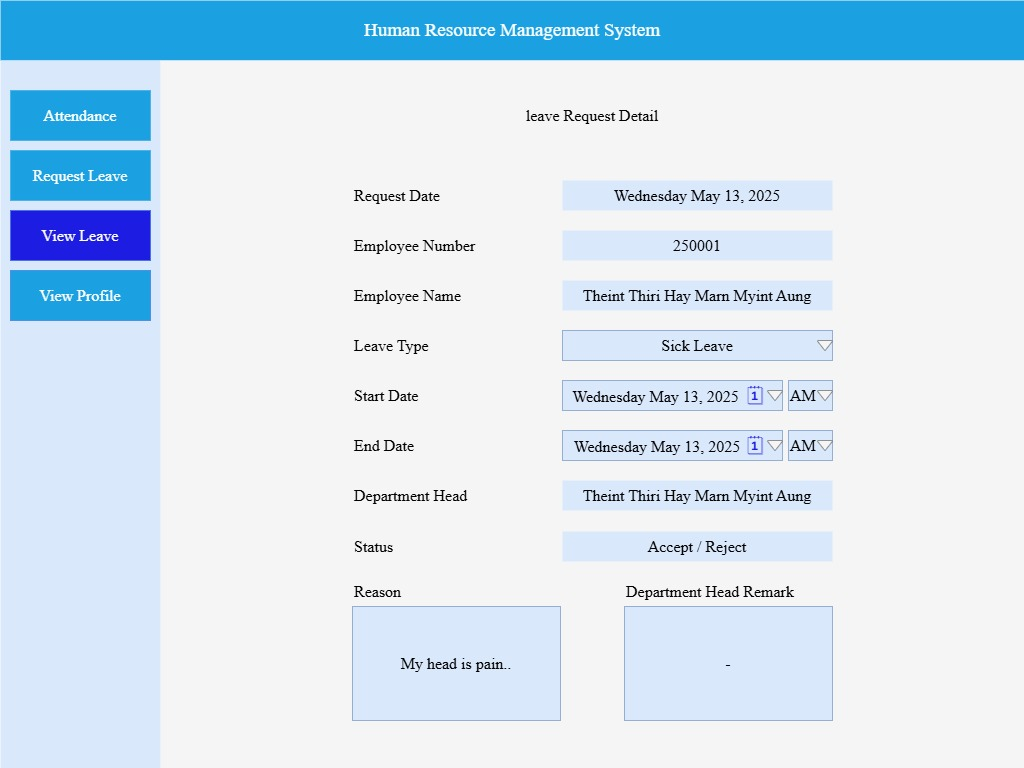 Human Resource Management System
Attendance
Request Leave
View Leave
View Profile
leave Request Detail
Request Date Wednesday May 13, 2025
Employee Number 250001
Employee Name Theint Thiri Hay Marn Myint Aung
Leave Type Sick Leave
Start Date Wednesday May 13, 2025 1 AM
End Date Wednesday May 13, 2025 1 AM
Department Head Theint Thiri Hay Marn Myint Aung
Status Accept / Reject
Reason Department Head Remark
My head is pain.. -